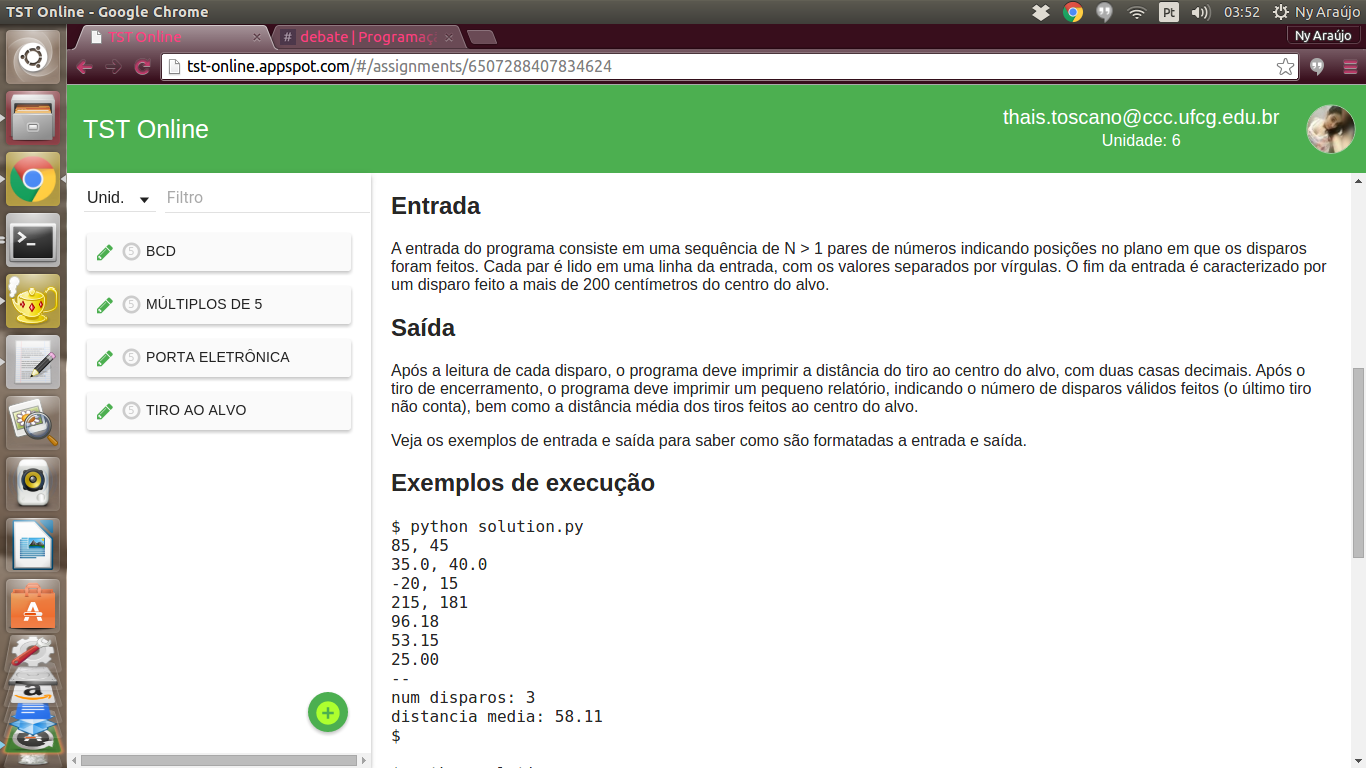 TST Online - Google Chrome
Pt
03:52
Ny Araújo
TST Online
debate | Programaç
Ny Araújo
tst-online.appspot.com/#/assignments/6507288407834624
TST Online
thais.toscano@ccc.ufcg.edu.br
Unidade: 6
Unid.
Filtro
5 BCD
5 MÚLTIPLOS DE 5
5 PORTA ELETRÔNICA
5 TIRO AO ALVO
Entrada
A entrada do programa consiste em uma sequência de N > 1 pares de números indicando posições no plano em que os disparos
foram feitos. Cada par é lido em uma linha da entrada, com os valores separados por vírgulas. O fim da entrada é caracterizado por
um disparo feito a mais de 200 centímetros do centro do alvo.
Saída
Após a leitura de cada disparo, o programa deve imprimir a distância do tiro ao centro do alvo, com duas casas decimais. Após o
tiro de encerramento, o programa deve imprimir um pequeno relatório, indicando o número de disparos válidos feitos (o último tiro
não conta), bem como a distância média dos tiros feitos ao centro do alvo.
Veja os exemplos de entrada e saída para saber como são formatadas a entrada e saída.
Exemplos de execução
$ python solution.py
85, 45
35.0, 40.0
-20, 15
215, 181
96.18
53.15
25.00
--
num disparos: 3
distancia media: 58.11
$